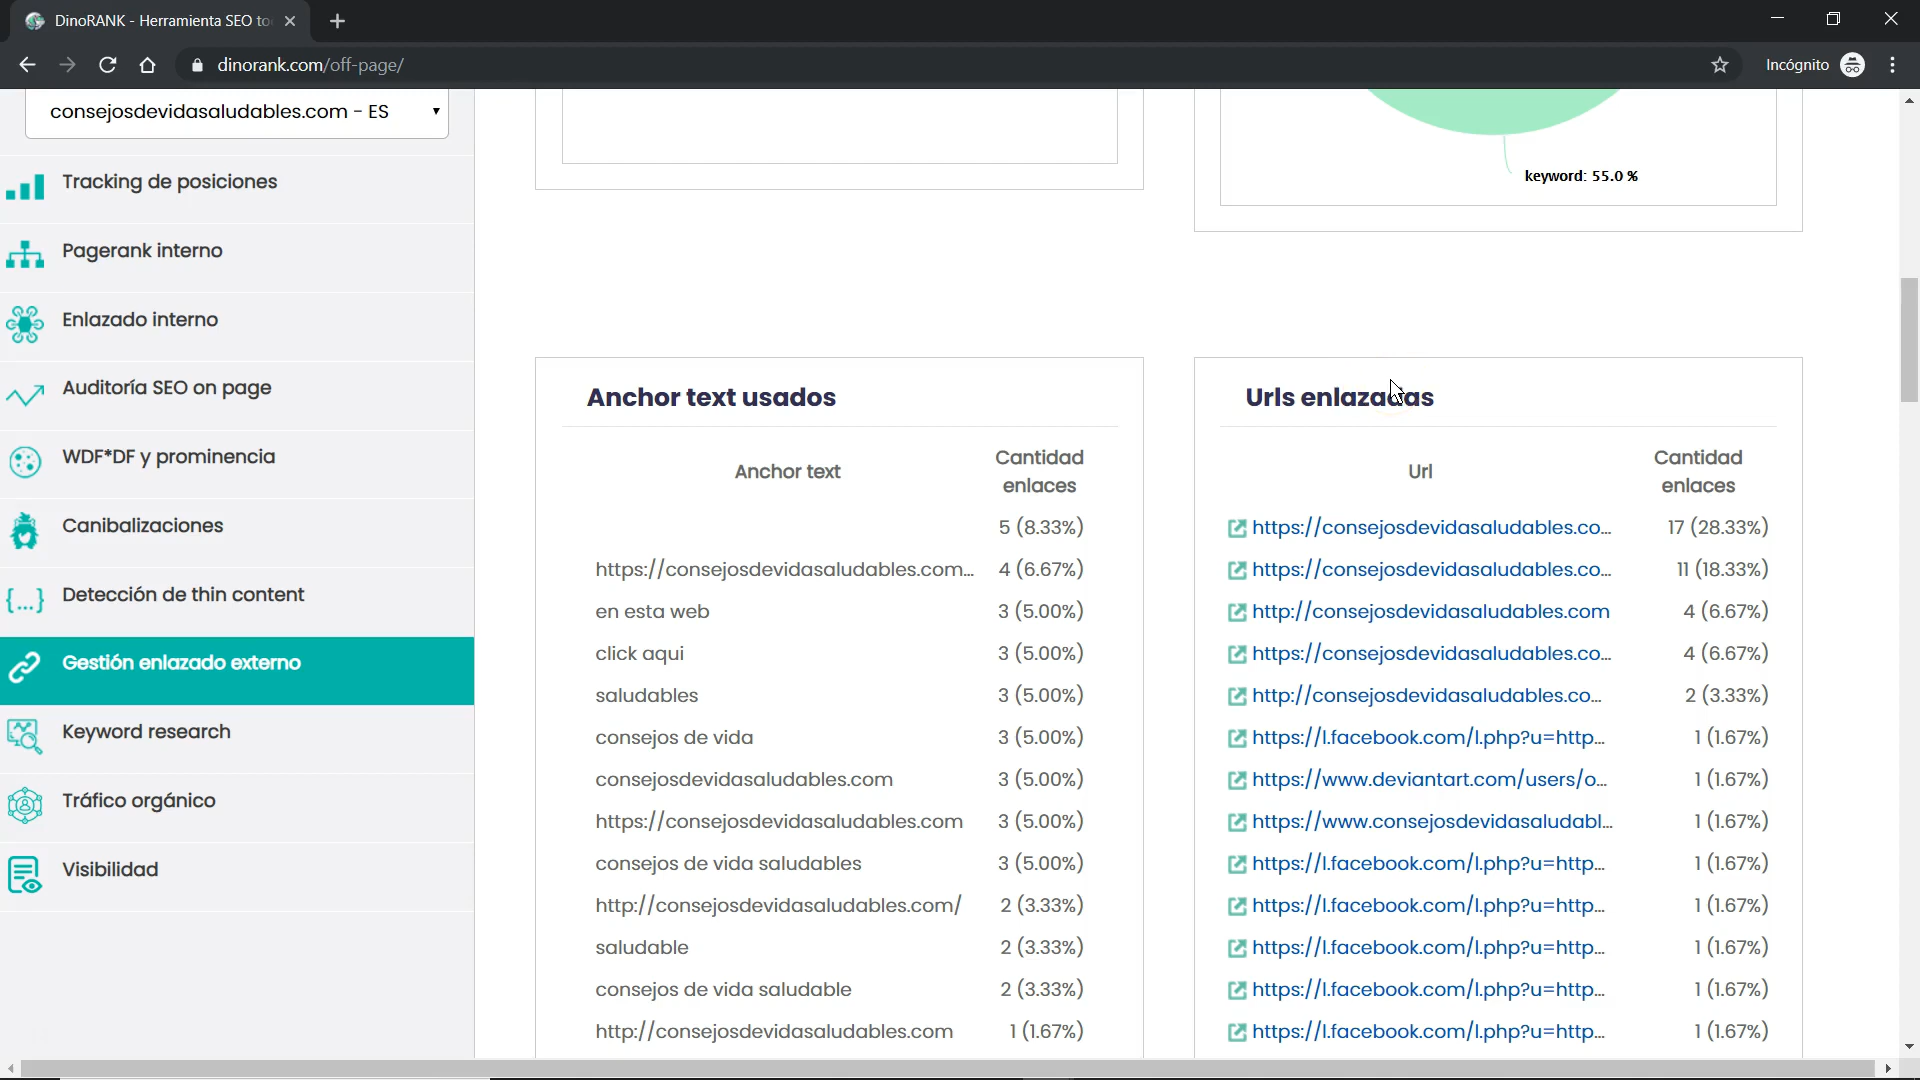 DinoRANK - Herramienta SEO to
dinorank.com/off-page/
Incógnito
consejosdevidasaludables.com - ES
Tracking de posiciones
Pagerank interno
Enlazado interno
Auditoría SEO on page
WDF*DF y prominencia
Canibalizaciones
Detección de thin content
Gestión enlazado externo
Keyword research
Tráfico orgánico
Visibilidad
keyword: 55.0 %
Anchor text usados
Anchor text
Cantidad
enlaces
5 (8.33%)
https://consejosdevidasaludables.com... 4 (6.67%)
en esta web 3 (5.00%)
click aqui 3 (5.00%)
saludables 3 (5.00%)
consejos de vida 3 (5.00%)
consejosdevidasaludables.com 3 (5.00%)
https://consejosdevidasaludables.com 3 (5.00%)
consejos de vida saludables 3 (5.00%)
http://consejosdevidasaludables.com/ 2 (3.33%)
saludable 2 (3.33%)
consejos de vida saludable 2 (3.33%)
http://consejosdevidasaludables.com 1 (1.67%)
Urls enlazadas
Url
Cantidad
enlaces
https://consejosdevidasaludables.co... 17 (28.33%)
https://consejosdevidasaludables.co... 11 (18.33%)
http://consejosdevidasaludables.com 4 (6.67%)
https://consejosdevidasaludables.co... 4 (6.67%)
http://consejosdevidasaludables.co... 2 (3.33%)
https://l.facebook.com/l.php?u=http... 1 (1.67%)
https://www.deviantart.com/users/o... 1 (1.67%)
https://www.consejosdevidasaludabl... 1 (1.67%)
https://l.facebook.com/l.php?u=http... 1 (1.67%)
https://l.facebook.com/l.php?u=http... 1 (1.67%)
https://l.facebook.com/l.php?u=http... 1 (1.67%)
https://l.facebook.com/l.php?u=http... 1 (1.67%)
https://l.facebook.com/l.php?u=http... 1 (1.67%)